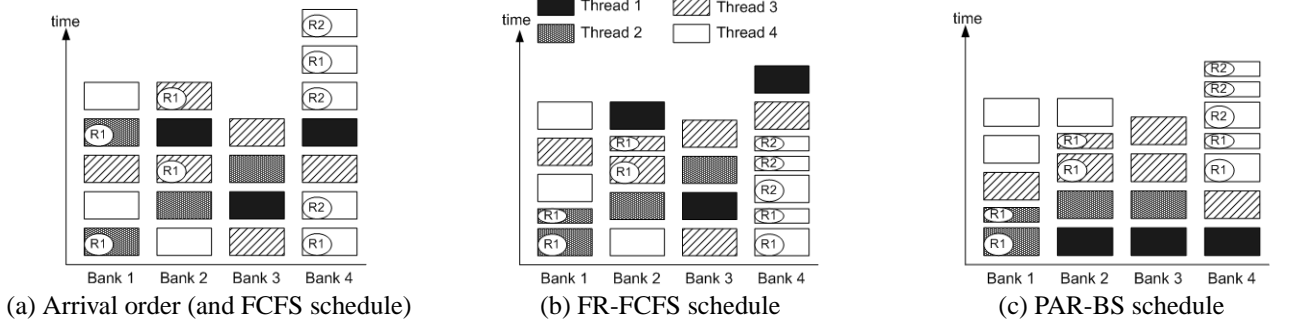 time
R2
R1
R1
R2
R1
R1
R2
R1
R1
Bank 1 Bank 2 Bank 3 Bank 4
(a) Arrival order (and FCFS schedule)
Thread 1 Thread 3
Thread 2 Thread 4
time
R1
R2
R1
R2
R2
R1
R1
R1
R1
Bank 1 Bank 2 Bank 3 Bank 4
(b) FR-FCFS schedule
time
R2
R2
R2
R1
R1
R1
R1
R1
R1
Bank 1 Bank 2 Bank 3 Bank 4
(c) PAR-BS schedule